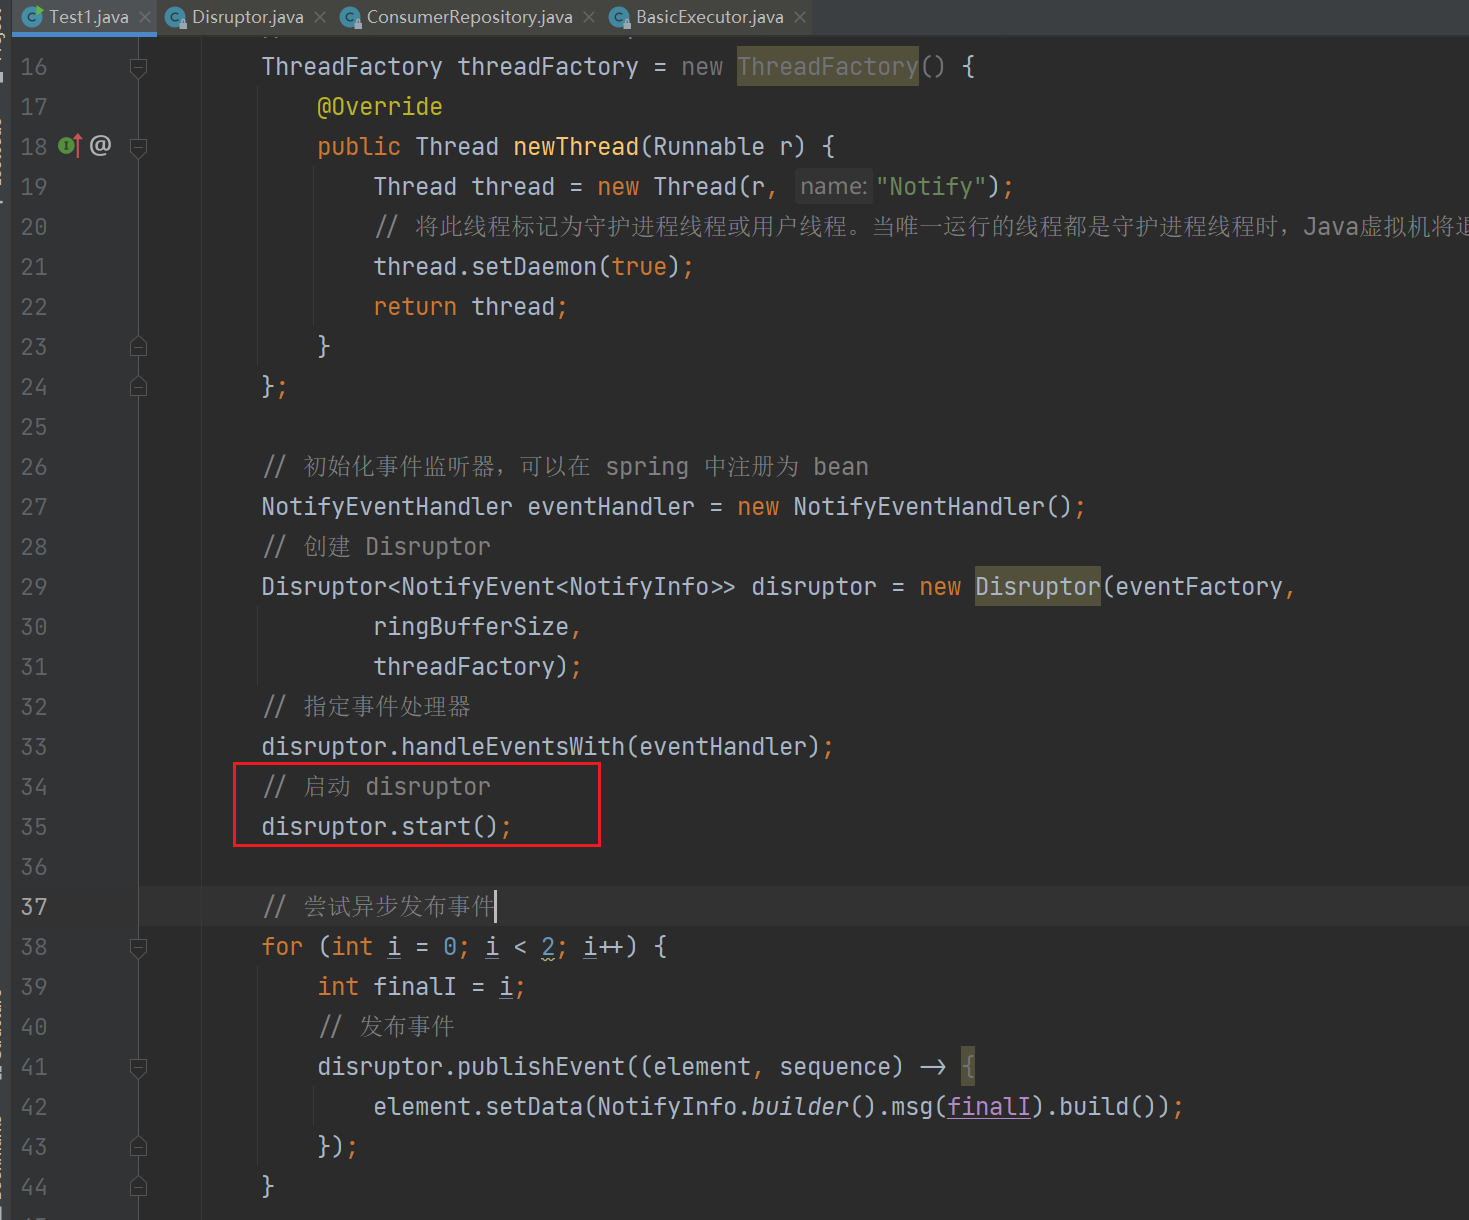 Test1.java Disruptor.java ConsumerRepository.java BasicExecutor.java
16 ThreadFactory threadFactory = new ThreadFactory() {
17 @Override
18 public Thread newThread(Runnable r) {
19 Thread thread = new Thread(r, name: "Notify");
20 // 将此线程标记为守护进程线程或用户线程。当唯一运行的线程都是守护进程线程时，Java虚拟机将退
21 thread.setDaemon(true);
22 return thread;
23 }
24 };
25
26 // 初始化事件监听器，可以在 spring 中注册为 bean
27 NotifyEventHandler eventHandler = new NotifyEventHandler();
28 // 创建 Disruptor
29 Disruptor<NotifyEvent<NotifyInfo>> disruptor = new Disruptor(eventFactory,
30 ringBufferSize,
31 threadFactory);
32 // 指定事件处理器
33 disruptor.handleEventsWith(eventHandler);
34 // 启动 disruptor
35 disruptor.start();
36
37 // 尝试异步发布事件
38 for (int i = 0; i < 2; i++) {
39 int finalI = i;
40 // 发布事件
41 disruptor.publishEvent((element, sequence) -> {
42 element.setData(NotifyInfo.builder().msg(finalI).build());
43 });
44 }